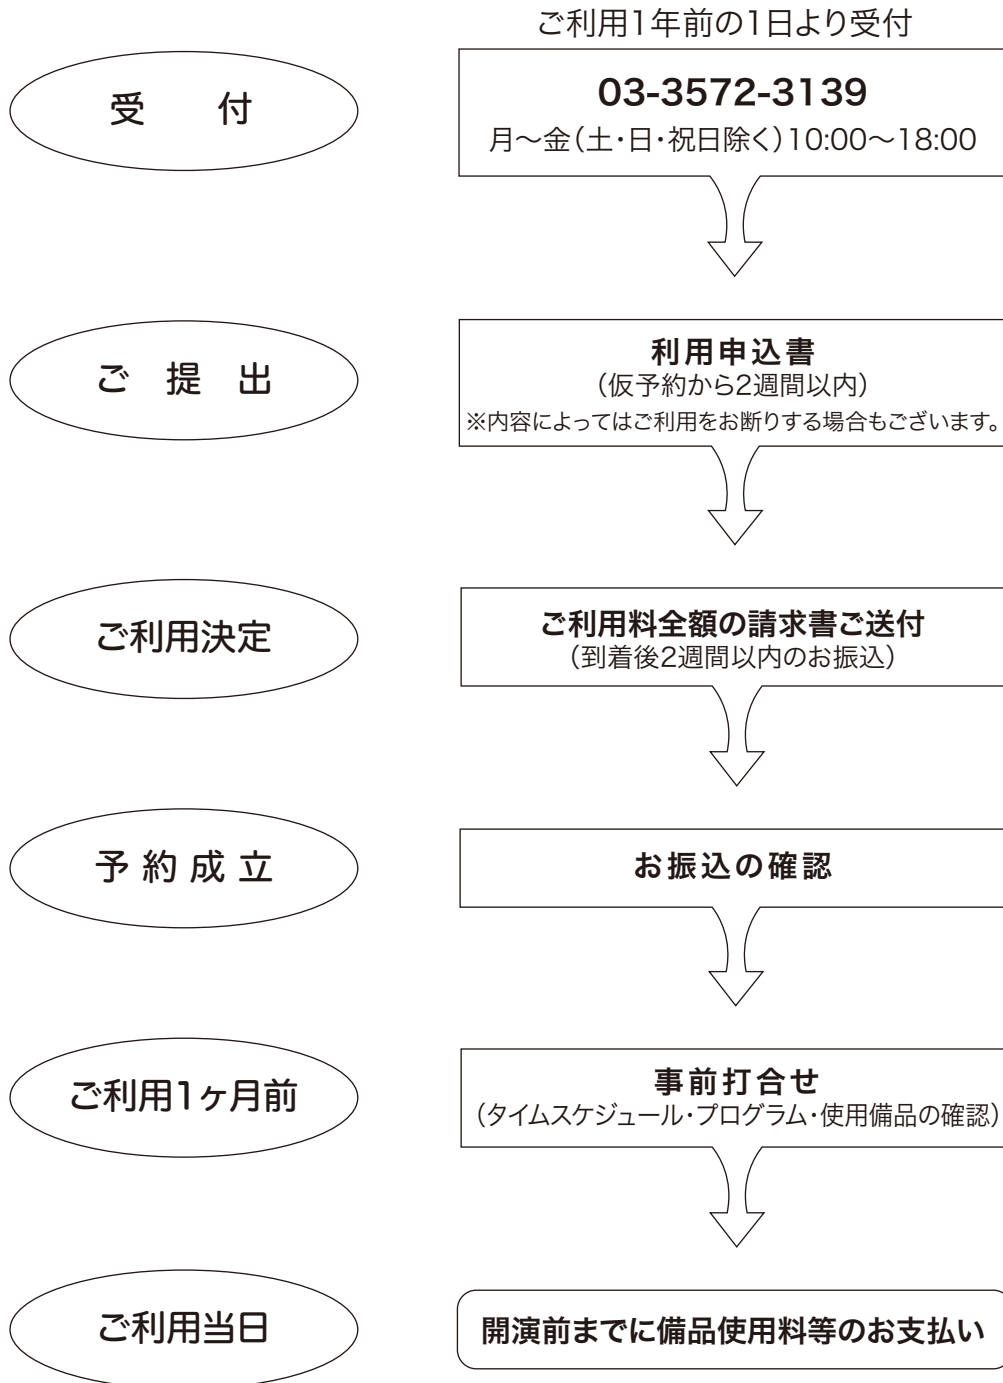 ご利用1年前の1日より受付
受　付
03-3572-3139
月～金（土・日・祝日除く）10:00～18:00
ご提出
利用申込書
（仮予約から2週間以内）
※内容によってはご利用をお断りする場合もございます。
ご利用決定
ご利用料全額の請求書ご送付
（到着後2週間以内のお振込）
予約成立
お振込の確認
ご利用1ヶ月前
事前打合せ
（タイムスケジュール・プログラム・使用備品の確認）
ご利用当日
開演前までに備品使用料等のお支払い